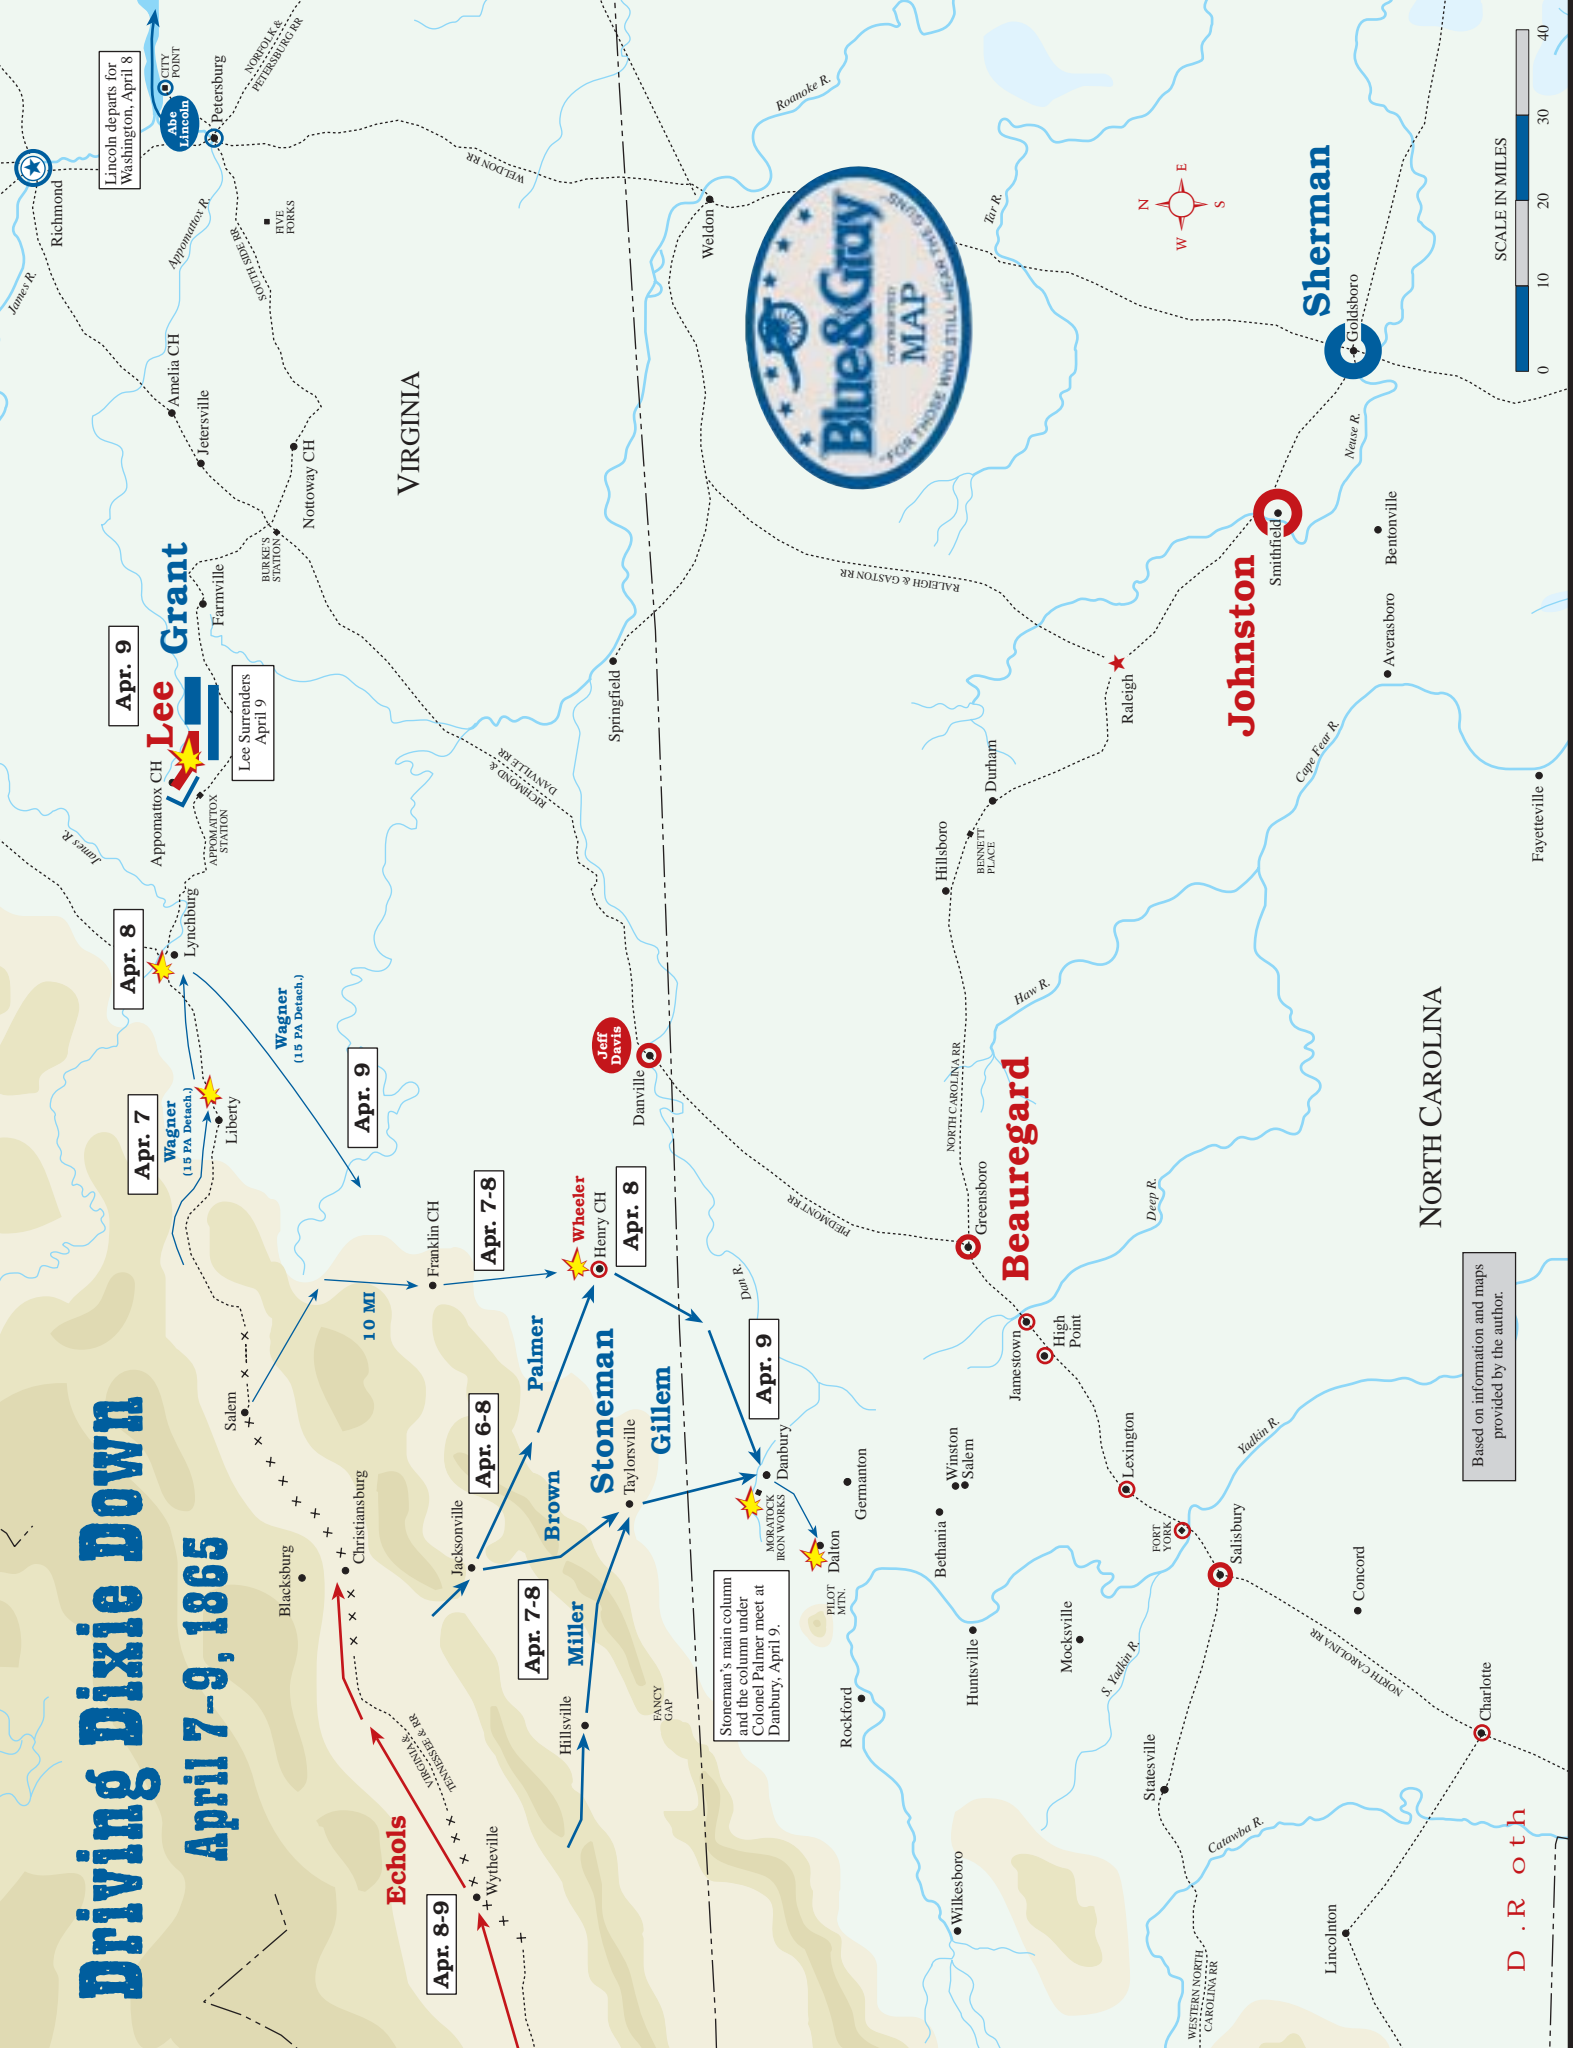 Driving Dixie Down
April 7-9, 1865
Lincoln departs for
Washington, April 8
CITY
POINT
Abe
Lincoln
Petersburg
NORFOLK &
PETERSBURG RR
Richmond
James R.
Appomattox R.
SOUTH SIDE RR
FIVE
FORKS
WELDON RR
Roanoke R.
Weldon
Amelia CH
Jetersville
Nottoway CH
BURKE'S
STATION
VIRGINIA
Grant
Farmville
Apr. 9
Lee
Lee Surrenders
April 9
Appomattox CH
APPOMATTOX
STATION
James R.
Lynchburg
Apr. 8
Wagner
(15 PA Detach.)
Apr. 9
Apr. 7
Wagner
(15 PA Detach.)
Liberty
RICHMOND &
DANVILLE RR
Springfield
Jeff
Davis
Danville
Salem
10 MI
Franklin CH
Apr. 7-8
Wheeler
Henry CH
Apr. 8
Palmer
Stoneman
Gillem
Apr. 6-8
Jacksonville
Brown
Taylorsville
Apr. 7-8
Miller
Hillsville
FANCY
GAP
Blacksburg
Christiansburg
VIRGINIA &
TENNESSEE & RR
Echols
Apr. 8-9
Wytheville
Dan R.
PIEDMONT RR
Apr. 9
Danbury
MORATOCK
IRON WORKS
Dalton
PILOT
MTN.
Stoneman's main column
and the column under
Colonel Palmer meet at
Danbury, April 9.
Germanton
Winston
Salem
Bethania
Huntsville
Rockford
Mocksville
S. Yadkin R.
Wilkesboro
Statesville
Catawba R.
WESTERN NORTH
CAROLINA RR
Lincolnton
Charlotte
NORTH CAROLINA RR
Concord
Salisbury
FORT
YORK
Lexington
Yadkin R.
High
Point
Jamestown
Beauregard
Greensboro
NORTH CAROLINA RR
Deep R.
Haw R.
Hillsboro
BENNETT
PLACE
Durham
Raleigh
RALEIGH & GASTON RR
Blue&Gray
COPYRIGHTED
MAP
"FOR THOSE WHO STILL HEAR THE GUNS"
Tar R.
N
W
E
S
Sherman
Goldsboro
Neuse R.
Johnston
Smithfield
Bentonville
Averasboro
Cape Fear R.
Fayetteville
NORTH CAROLINA
Based on information and maps
provided by the author.
SCALE IN MILES
0 10 20 30 40
D.Roth